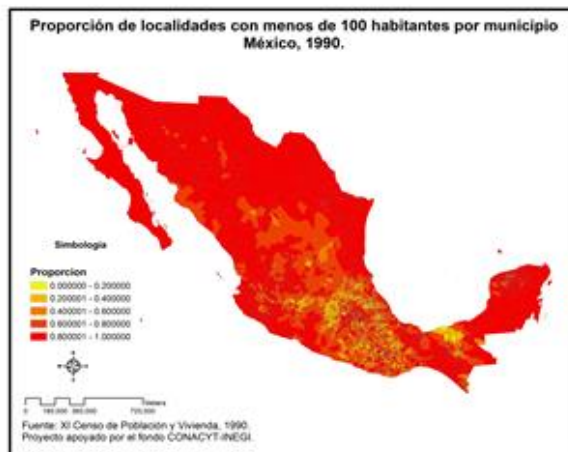 Proporción de localidades con menos de 100 habitantes por municipio
México, 1990.
Simbología
Proporcion
0.000000 - 0.200000
0.200001 - 0.400000
0.400001 - 0.600000
0.600001 - 0.800000
0.800001 - 1.000000
Meters
0
Fuente: XI Censo de Población y Vivienda, 1990.
Proyecto apoyado por el fondo CONACYT-INEGI.